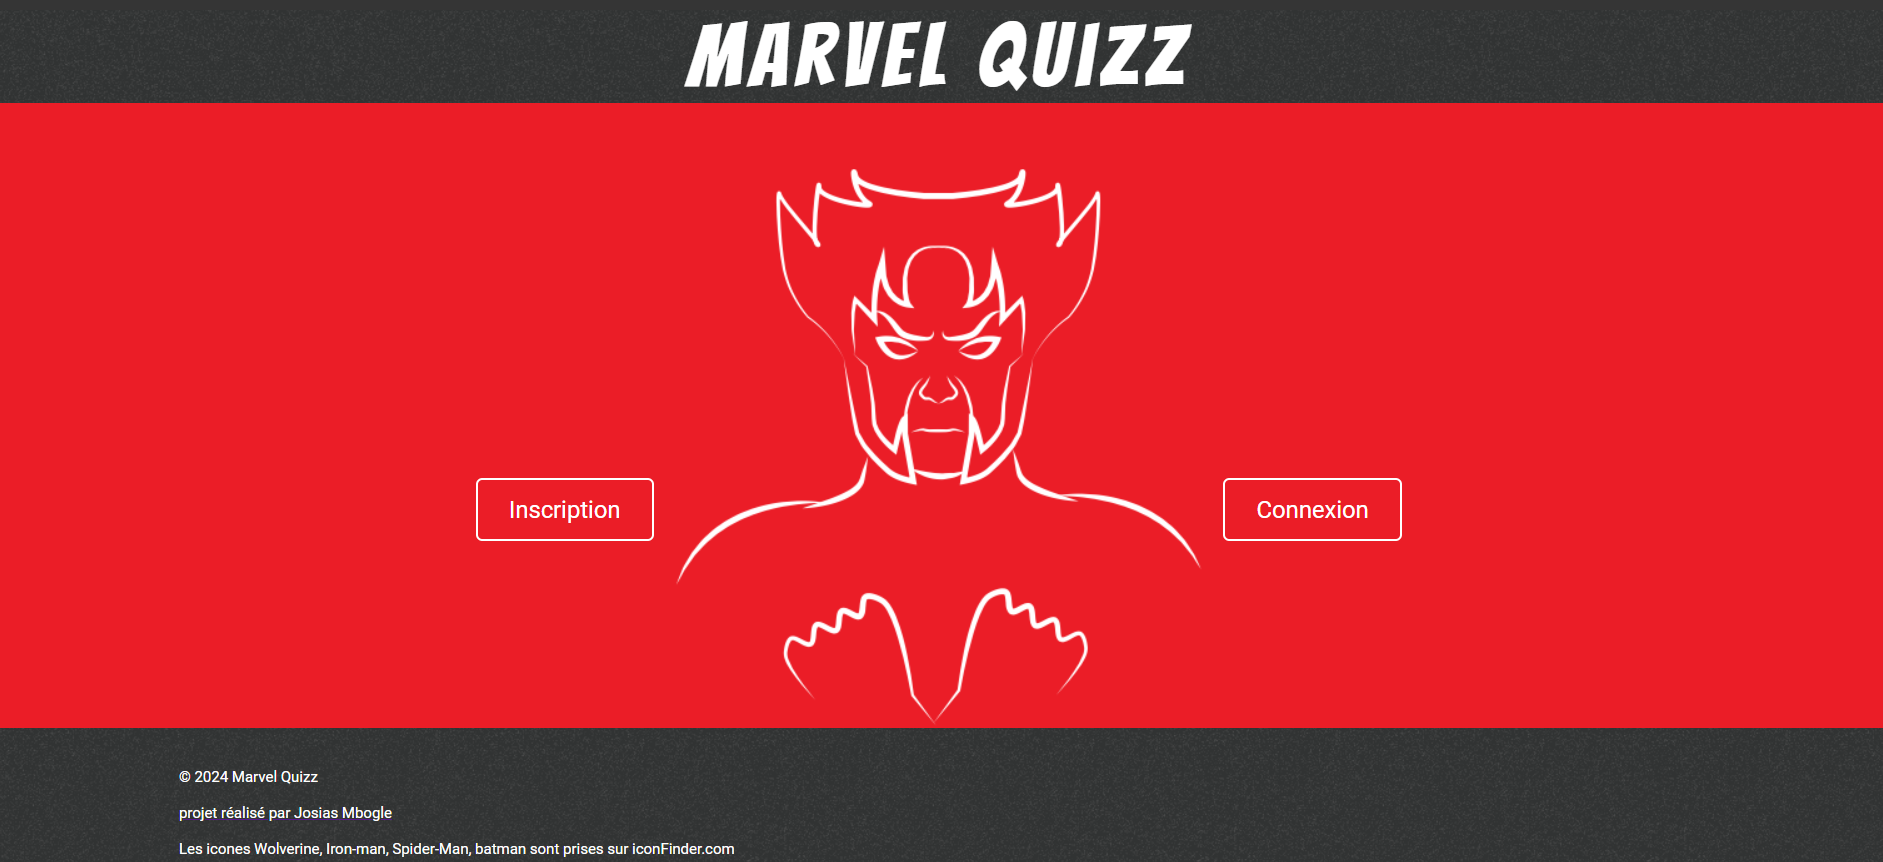 MARVEL QUIZZ
Inscription
Connexion
© 2024 Marvel Quizz
projet réalisé par Josias Mbogle
Les icones Wolverine, Iron-man, Spider-Man, batman sont prises sur iconFinder.com